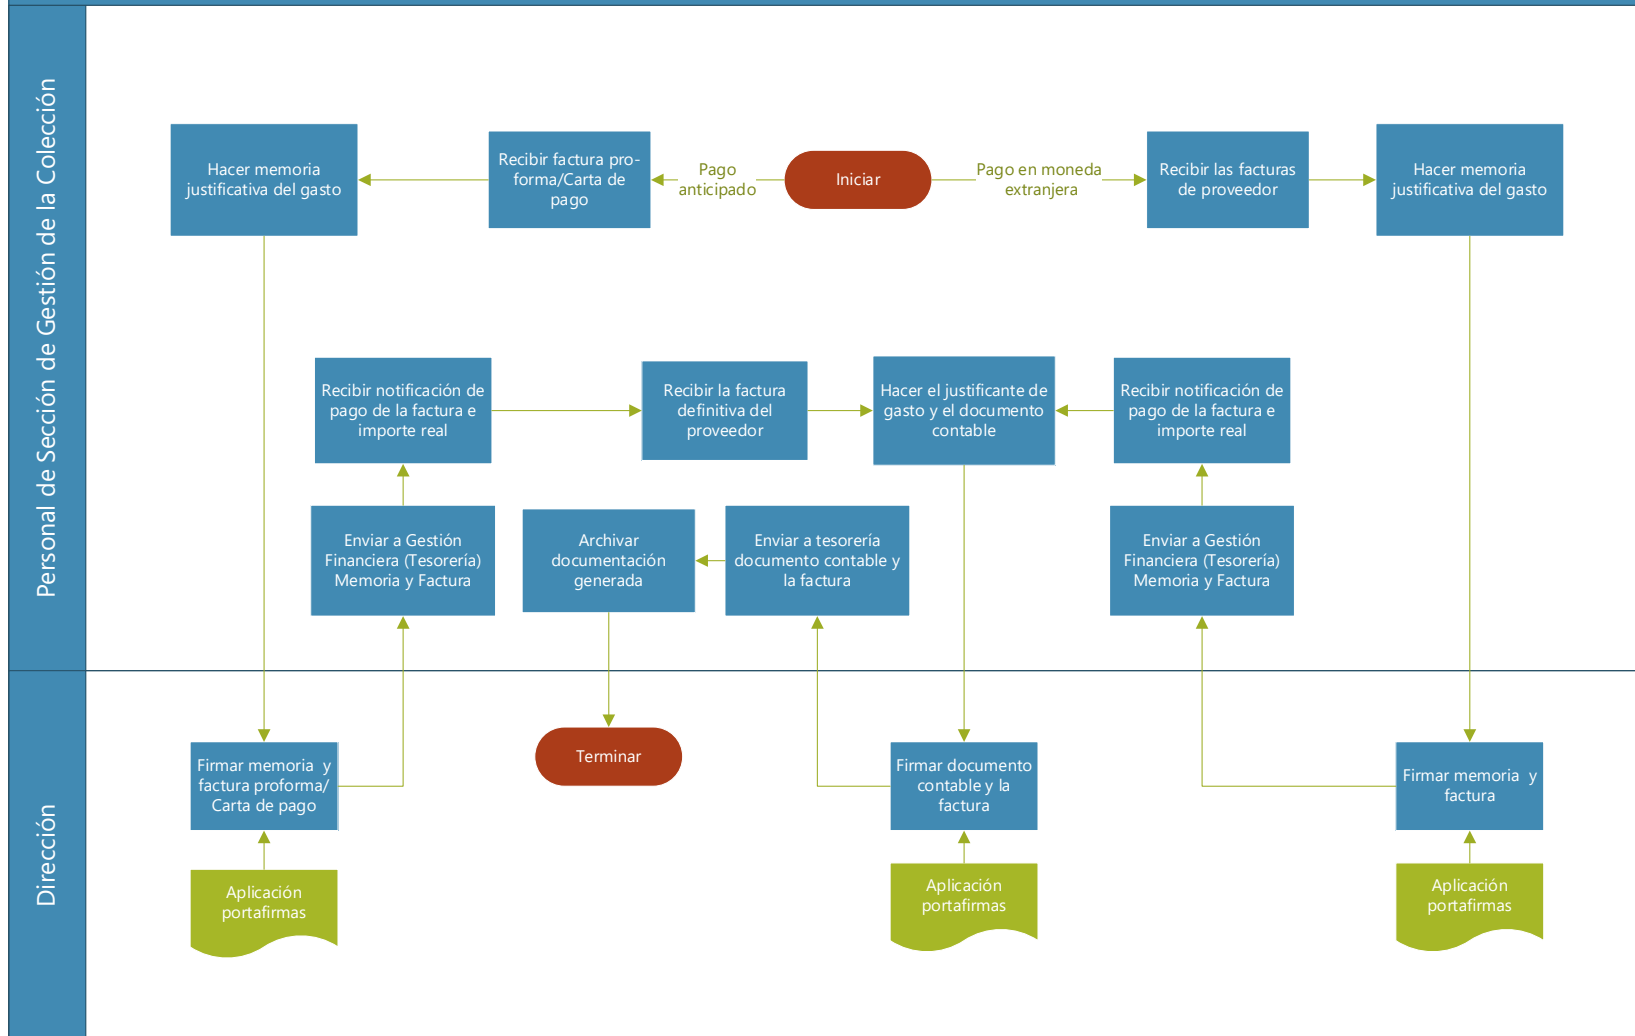 Personal de Sección de Gestión de la Colección
Hacer memoria
justificativa del gasto
Recibir factura pro-
forma/Carta de
pago
Pago
anticipado
Iniciar
Pago en moneda
extranjera
Recibir las facturas
de proveedor
Hacer memoria
justificativa del gasto
Recibir notificación de
pago de la factura e
importe real
Recibir la factura
definitiva del
proveedor
Hacer el justificante de
gasto y el documento
contable
Recibir notificación de
pago de la factura e
importe real
Enviar a Gestión
Financiera (Tesorería)
Memoria y Factura
Archivar
documentación
generada
Enviar a tesorería
documento contable y
la factura
Enviar a Gestión
Financiera (Tesorería)
Memoria y Factura
Dirección
Firmar memoria y
factura proforma/
Carta de pago
Terminar
Firmar documento
contable y la
factura
Firmar memoria y
factura
Aplicación
portafirmas
Aplicación
portafirmas
Aplicación
portafirmas